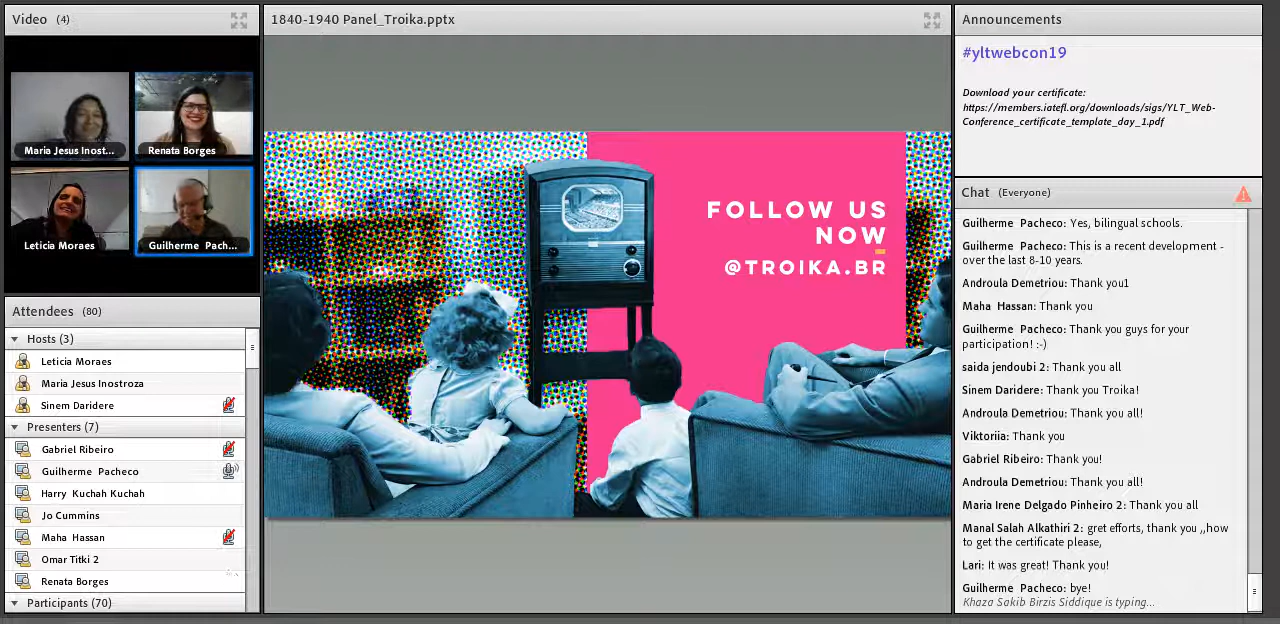 Video (4)
Maria Jesus Inost...
Renata Borges
Leticia Moraes
Guilherme Pach...
Attendees (80)
Hosts (3)
Leticia Moraes
Maria Jesus Inostroza
Sinem Daridere
Presenters (7)
Gabriel Ribeiro
Guilherme Pacheco
Harry Kuchah Kuchah
Jo Cummins
Maha Hassan
Omar Titki 2
Renata Borges
Participants (70)
1840-1940 Panel_Troika.pptx
FOLLOW US
NOW
@TROIKA.BR
Announcements
#yltwebcon19
Download your certificate:
https://members.iatefl.org/downloads/sigs/YLT_Web-
Conference_certificate_template_day_1.pdf
Chat (Everyone)
Guilherme Pacheco: Yes, bilingual schools.
Guilherme Pacheco: This is a recent development -
over the last 8-10 years.
Androula Demetriou: Thank you1
Maha Hassan: Thank you
Guilherme Pacheco: Thank you guys for your
participation! :-)
saida jendoubi 2: Thank you all
Sinem Daridere: Thank you Troika!
Androula Demetriou: Thank you all!
Viktoriia: Thank you
Gabriel Ribeiro: Thank you!
Androula Demetriou: Thank you all!
Maria Irene Delgado Pinheiro 2: Thank you all
Manal Salah Alkathiri 2: gret efforts, thank you ,,how
to get the certificate please,
Lari: It was great! Thank you!
Guilherme Pacheco: bye!
Khaza Sakib Birzis Siddique is typing...